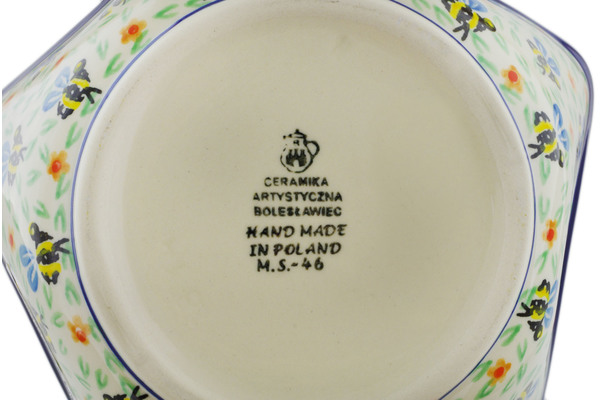 CERAMIKA
ARTYSTYCZNA
BOLESŁAWIEC
HAND MADE
IN POLAND
M.S.-46